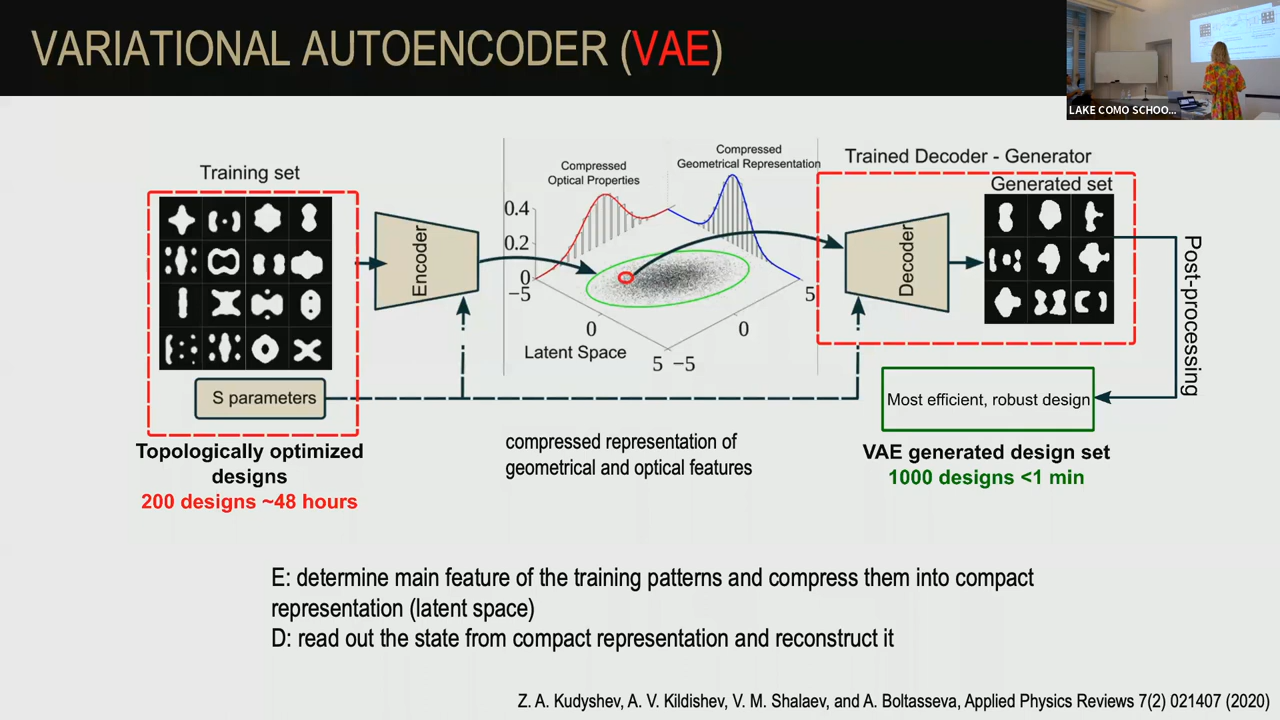 VARIATIONAL AUTOENCODER (VAE)
LAKE COMO SCHOO...
Training set
S parameters
Topologically optimized
designs
200 designs ~48 hours
Encoder
Compressed
Optical Properties
Compressed
Geometrical Representation
0.4
0.2
0
−5
0
5
−5
0
5
Latent Space
compressed representation of
geometrical and optical features
Trained Decoder - Generator
Generated set
Decoder
Post-processing
Most efficient, robust design
VAE generated design set
1000 designs <1 min
E: determine main feature of the training patterns and compress them into compact
representation (latent space)
D: read out the state from compact representation and reconstruct it
Z. A. Kudyshev, A. V. Kildishev, V. M. Shalaev, and A. Boltasseva, Applied Physics Reviews 7(2) 021407 (2020)